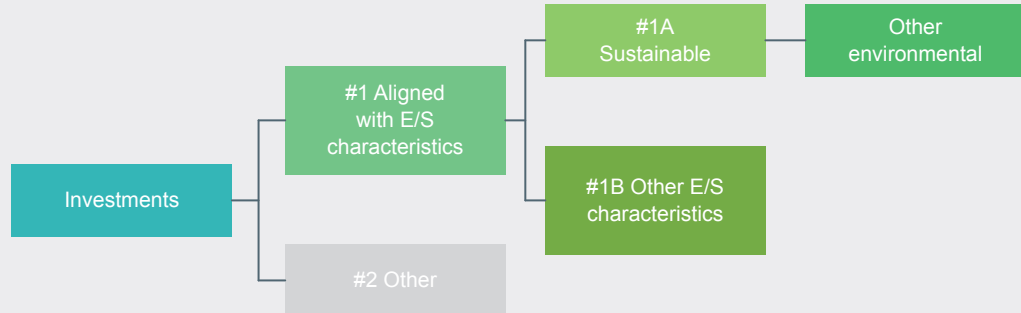 #1A
Sustainable
Other
environmental
#1 Aligned
with E/S
characteristics
#1B Other E/S
characteristics
Investments
#2 Other